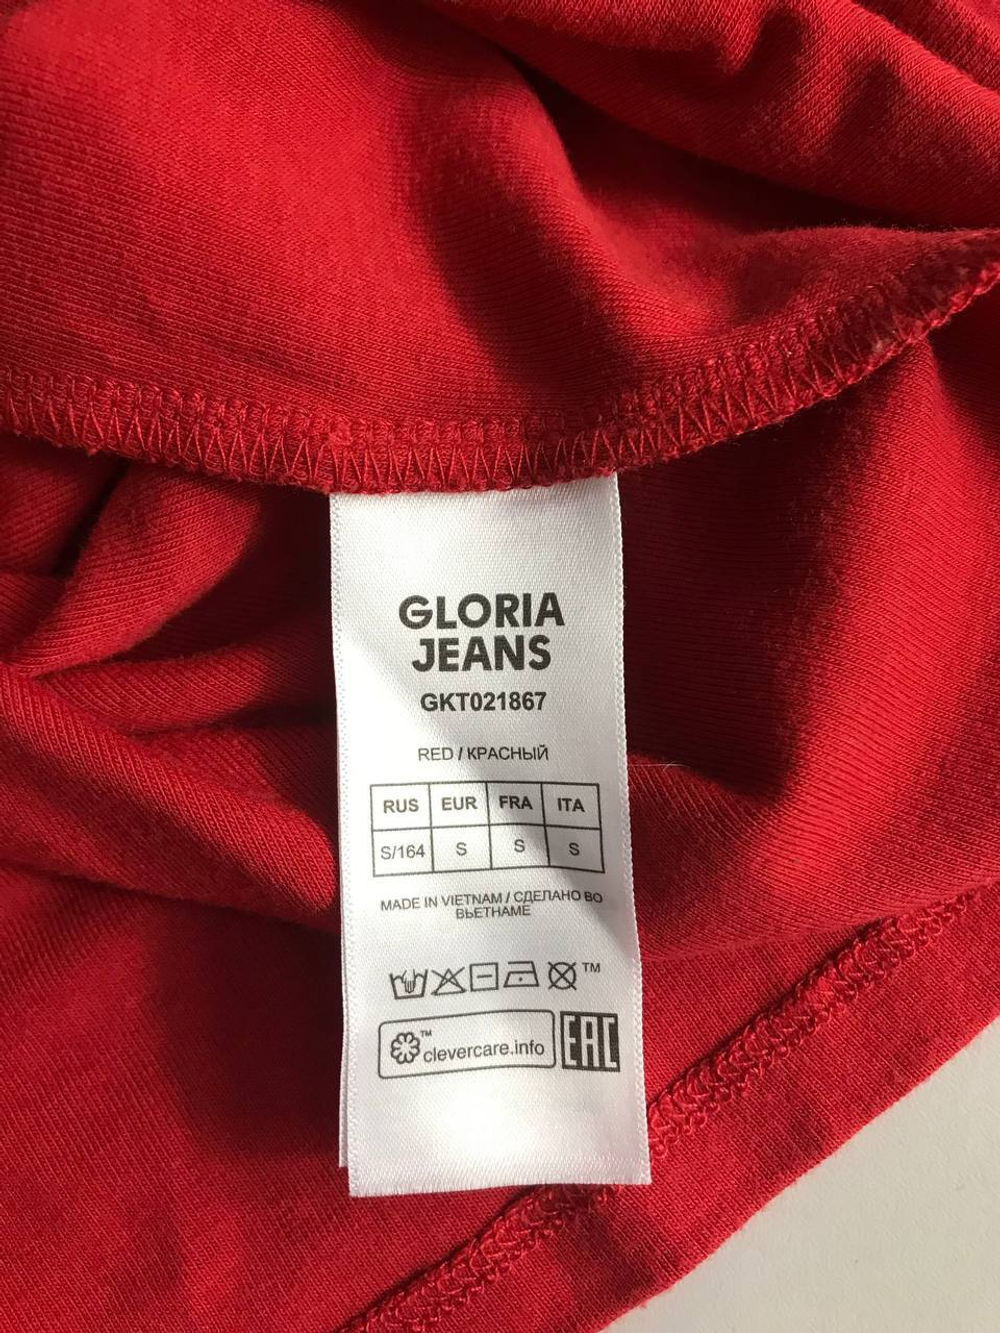 GLORIA
JEANS
GKT021867
RED / КРАСНЫЙ
RUS EUR FRA ITA
S/164 S S S
MADE IN VIETNAM / СДЕЛАНО ВО
ВЬЕТНАМЕ
TM
TM
clevercare.info
EAC